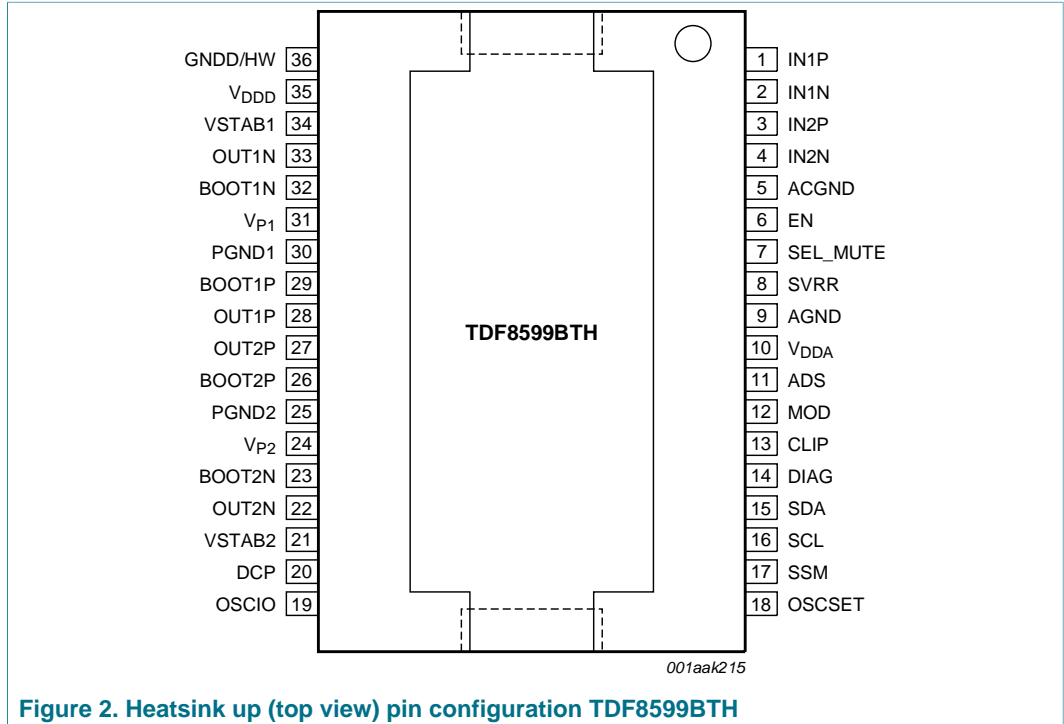 GNDD/HW 36
VDDD 35
VSTAB1 34
OUT1N 33
BOOT1N 32
VP1 31
PGND1 30
BOOT1P 29
OUT1P 28
OUT2P 27
BOOT2P 26
PGND2 25
VP2 24
BOOT2N 23
OUT2N 22
VSTAB2 21
DCP 20
OSCIO 19
TDF8599BTH
1 IN1P
2 IN1N
3 IN2P
4 IN2N
5 ACGND
6 EN
7 SEL_MUTE
8 SVRR
9 AGND
10 VDDA
11 ADS
12 MOD
13 CLIP
14 DIAG
15 SDA
16 SCL
17 SSM
18 OSCSET
001aak215
Figure 2. Heatsink up (top view) pin configuration TDF8599BTH